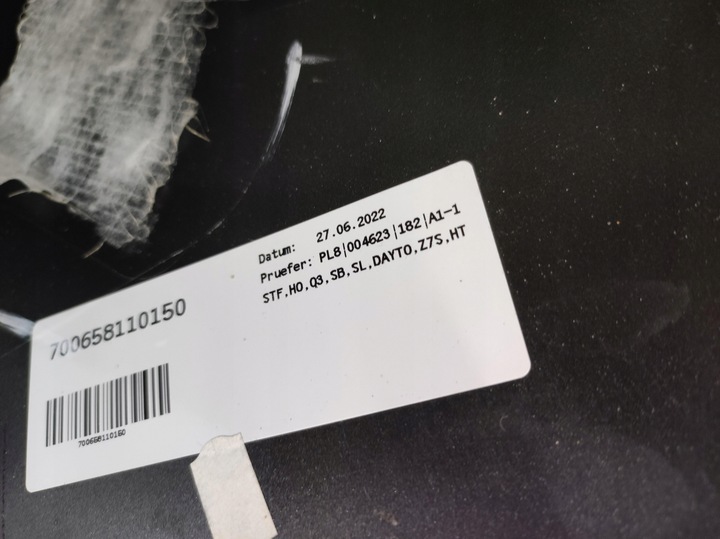 Datum: 27.06.2022
Pruefer: PL8|004623|182|A1-1
STF,HO,Q3,SB,SL,DAYTO,Z7S,HT
700658110150
700658110150